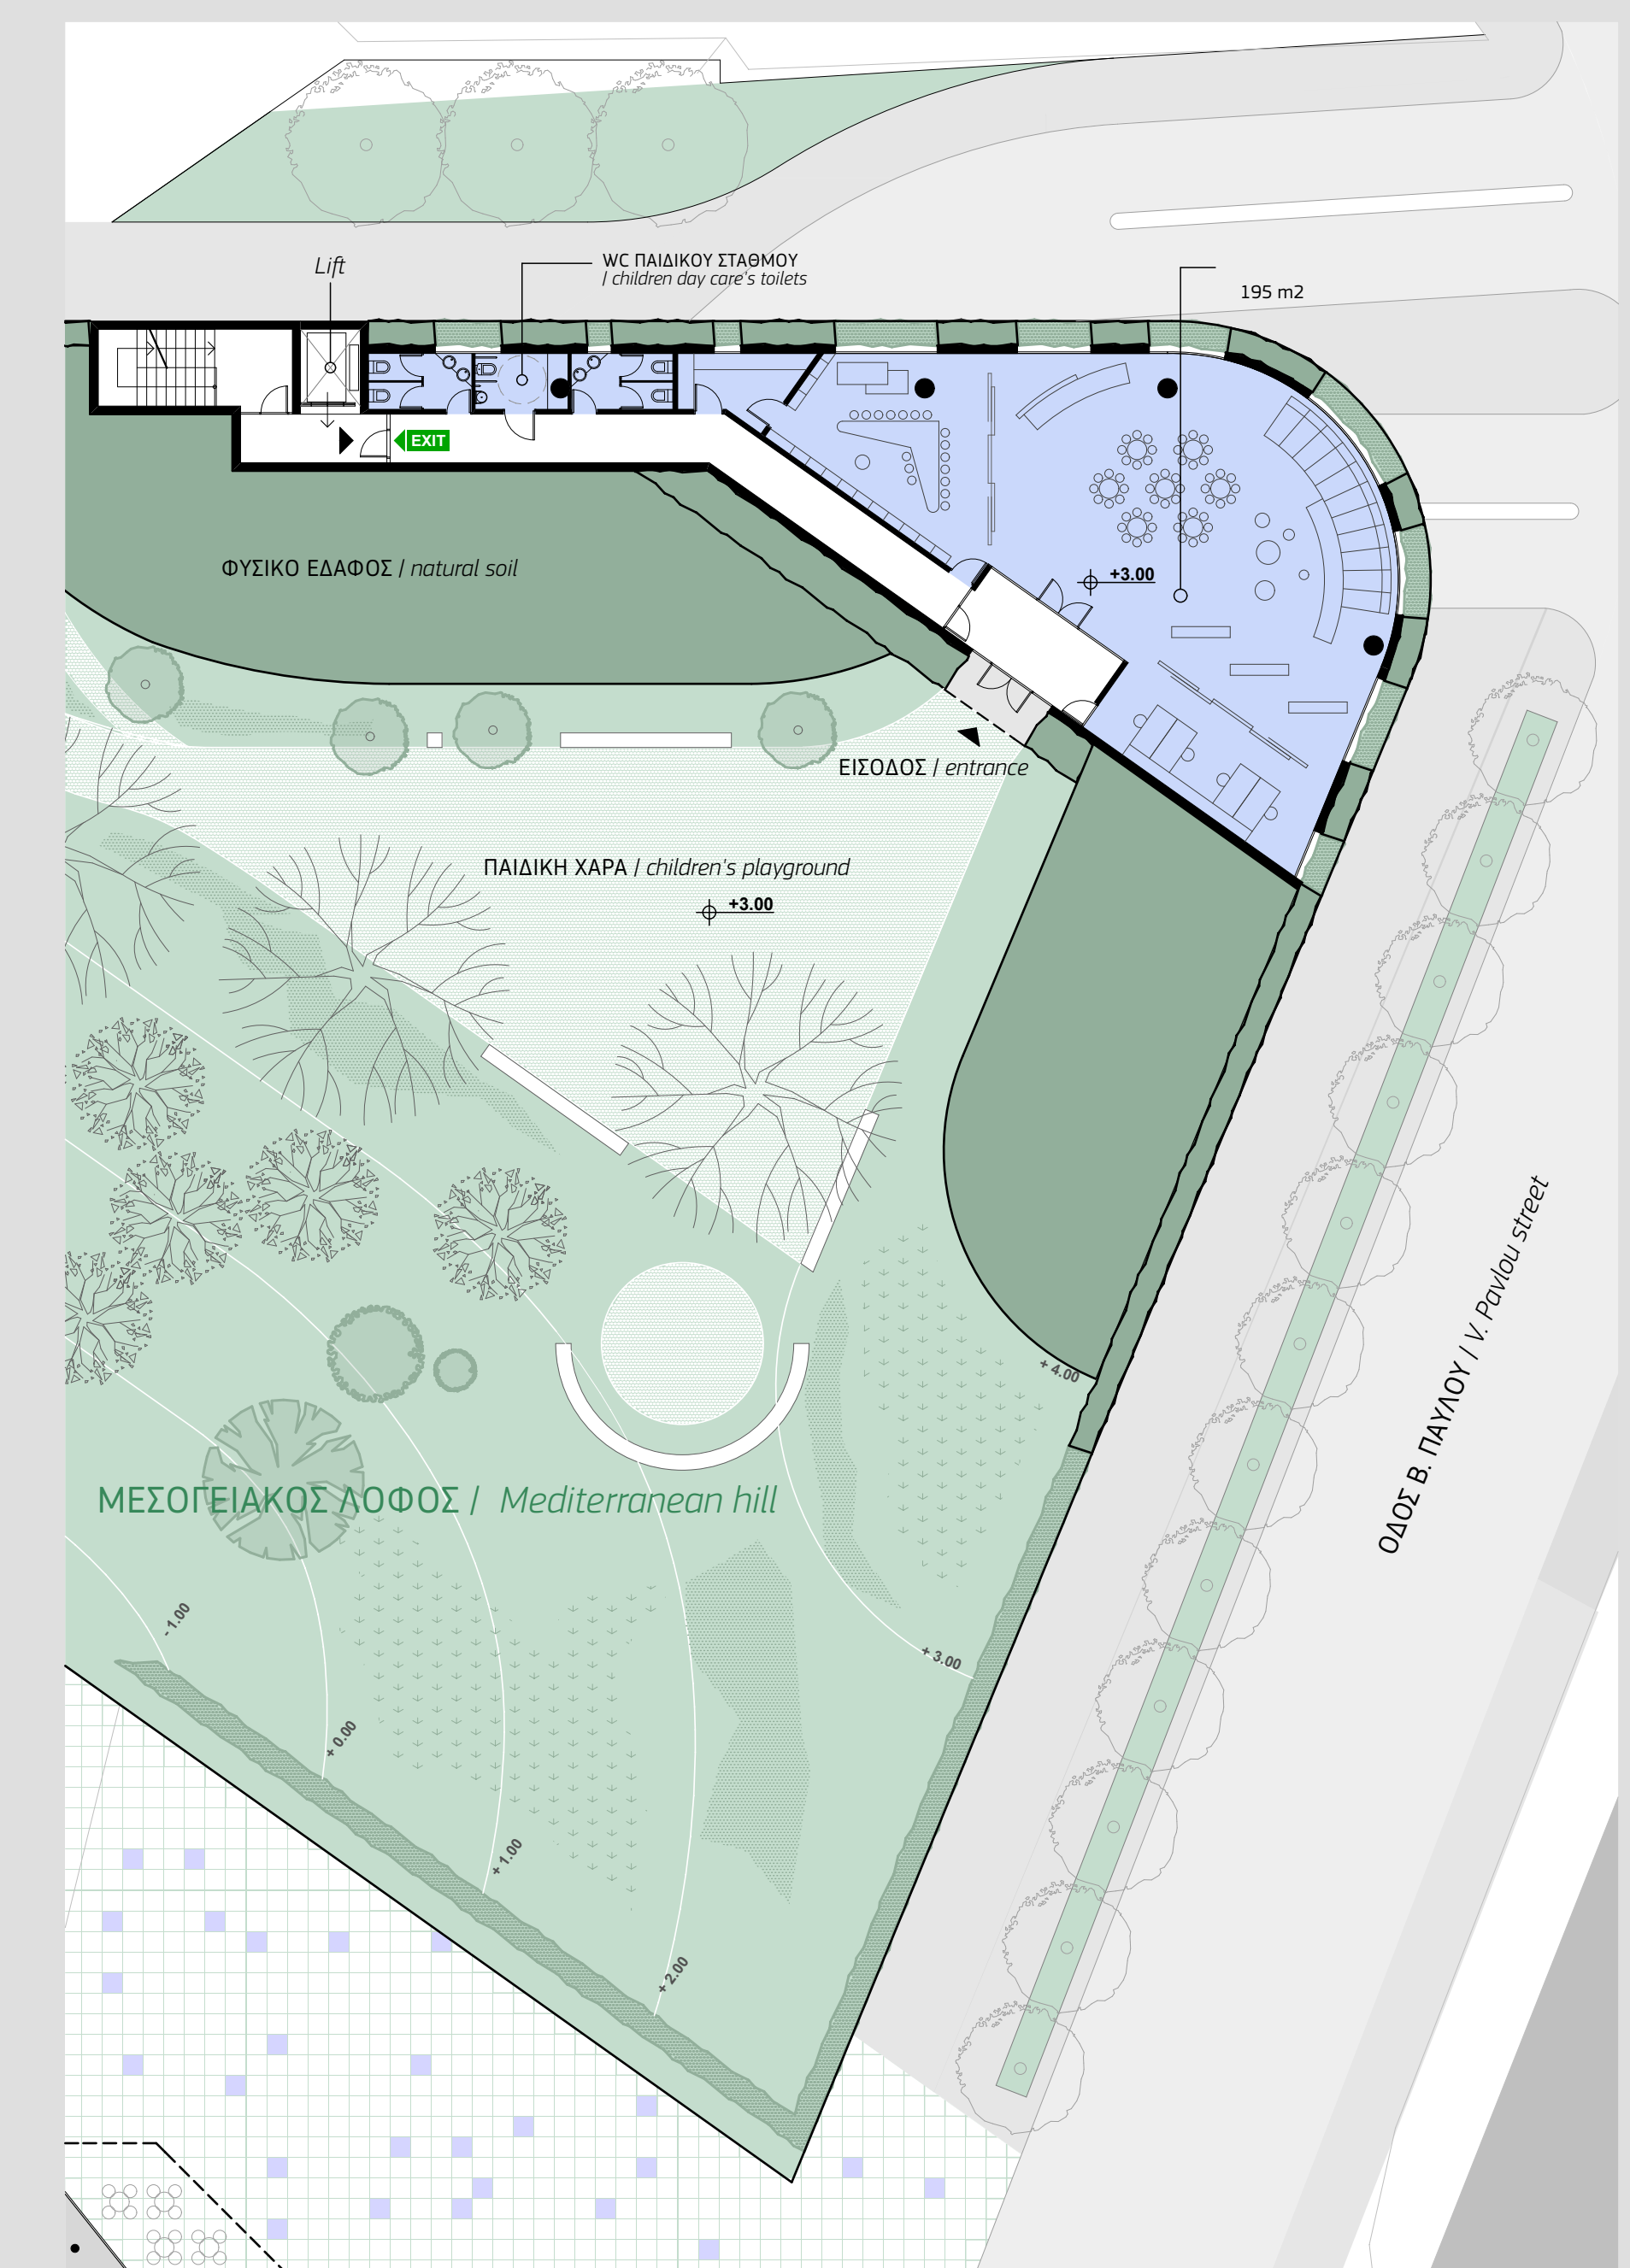 Lift
WC ΠΑΙΔΙΚΟΥ ΣΤΑΘΜΟΥ
/ children day care's toilets
195 m2
EXIT
ΦΥΣΙΚΟ ΕΔΑΦΟΣ / natural soil
+3.00
ΕΙΣΟΔΟΣ / entrance
ΠΑΙΔΙΚΗ ΧΑΡΑ / children's playground
+3.00
+ 4.00
ΟΔΟΣ Β. ΠΑΥΛΟΥ / V. Pavlou street
ΜΕΣΟΓΕΙΑΚΟΣ ΛΟΦΟΣ / Mediterranean hill
- 1.00
+ 3.00
+ 0.00
+ 1.00
+ 2.00